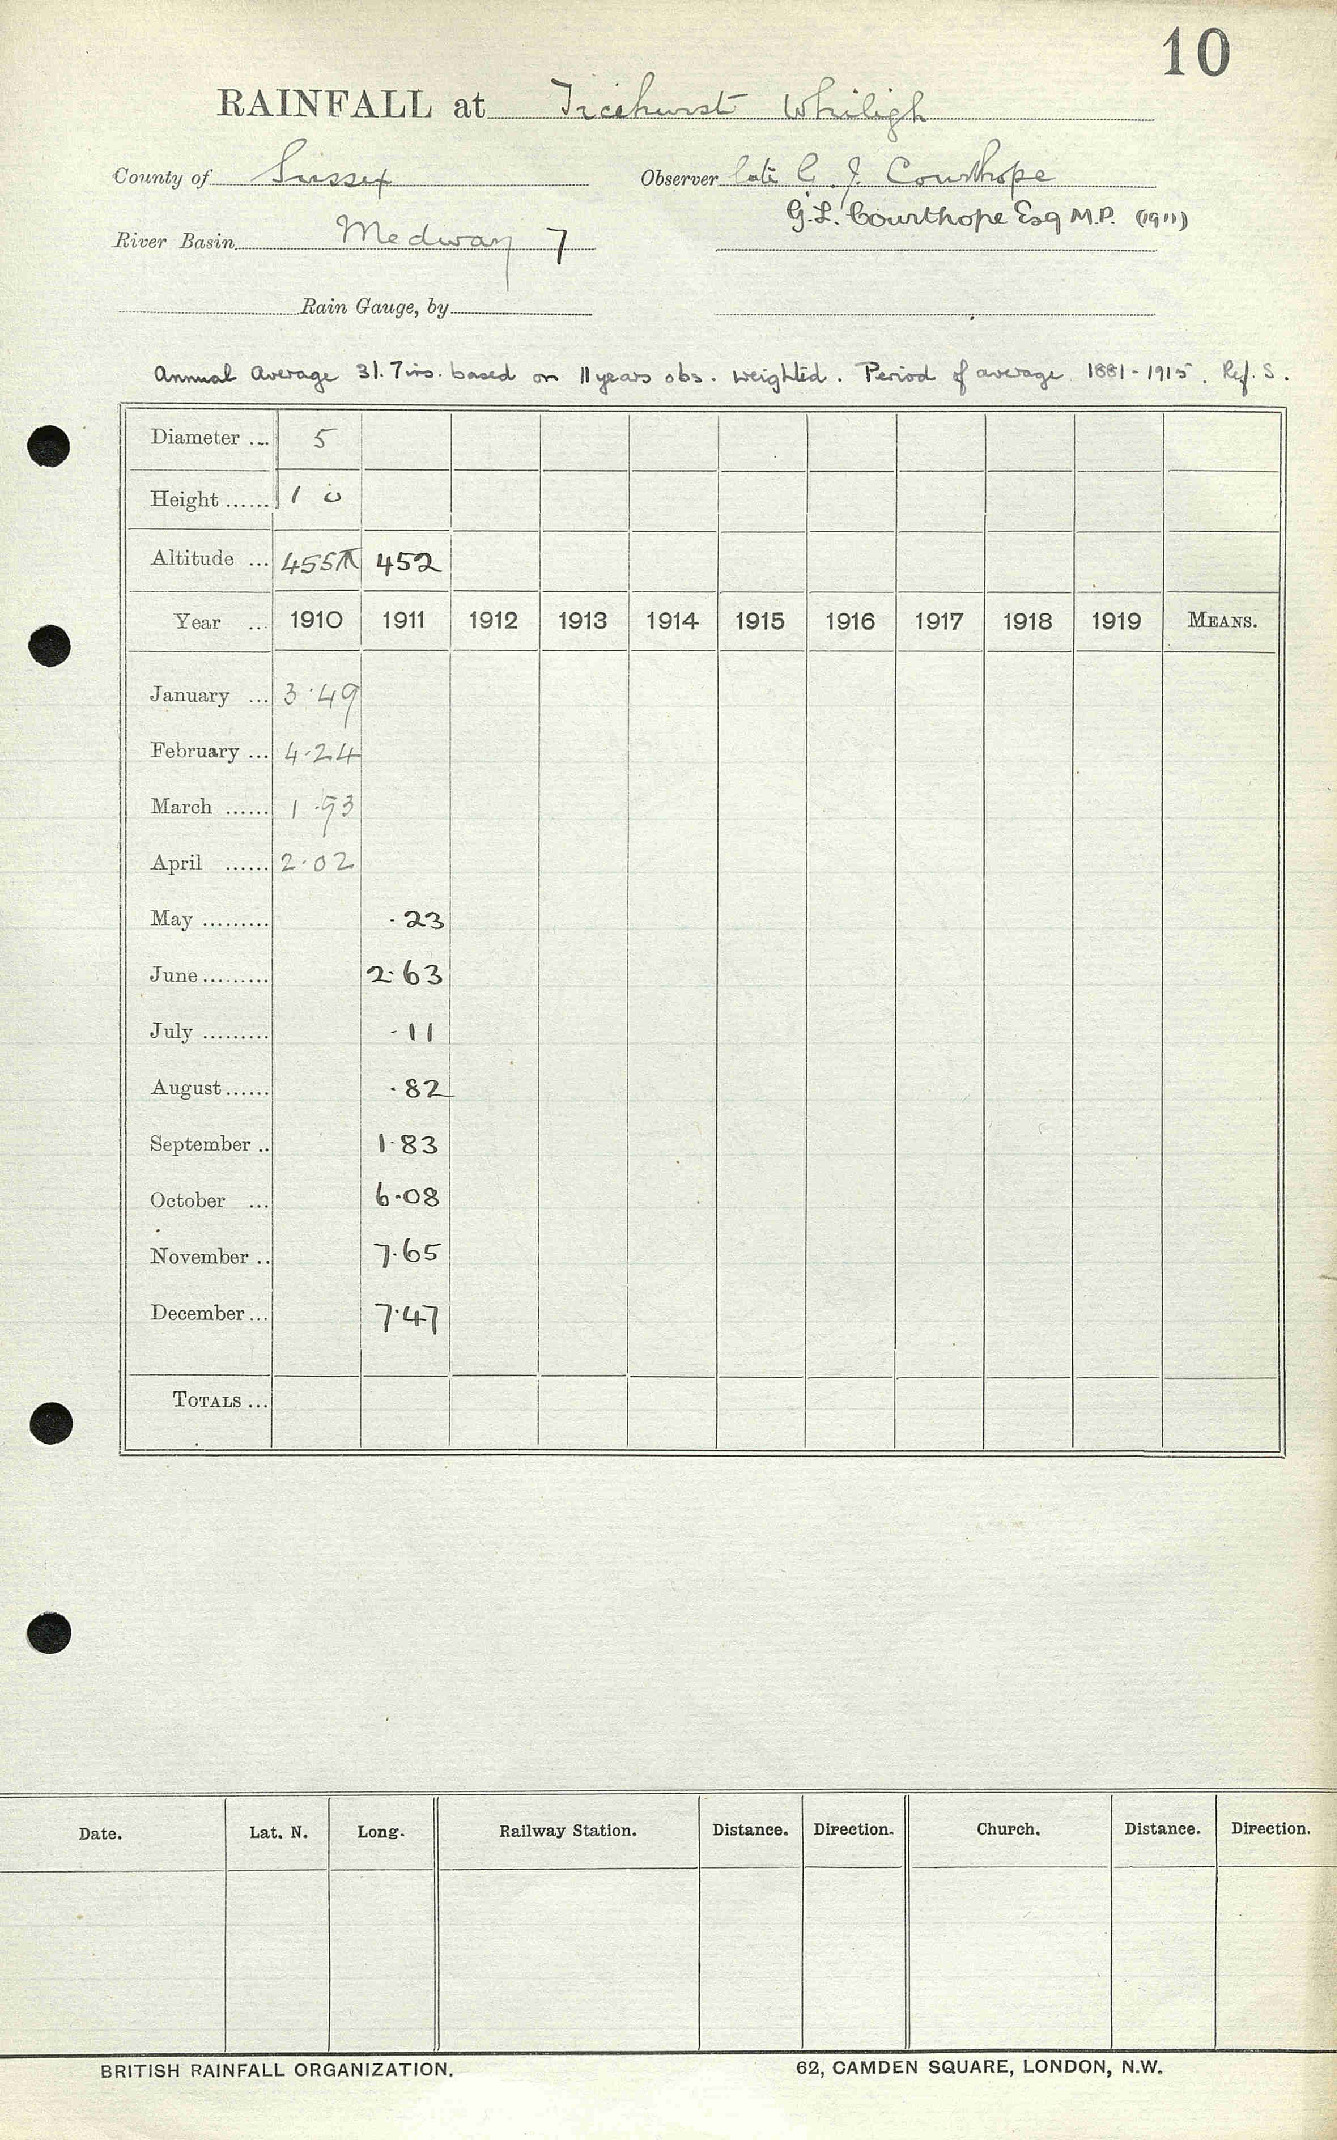 10
RAINFALL at Ticehurst Whiligh
County of Sussex Observer late C. J. Courthope
G. L. Courthope Esq M.P. (1911)
River Basin Medway 7
Rain Gauge, by
Annual Average 31.7 ins. based on 11 years obs. weighted. Period of average 1881-1915. Ref. S.
Diameter ... 5
Height ...... 1 0
Altitude ... 455 452
Year ... 1910 1911 1912 1913 1914 1915 1916 1917 1918 1919 MEANS.
January ... 3.49
February ... 4.24
March ...... 1.93
April ...... 2.02
May ......... .23
June ......... 2.63
July ......... .11
August ...... .82
September .. 1.83
October ... 6.08
November .. 7.65
December ... 7.47
TOTALS ...
Date. Lat. N. Long. Railway Station. Distance. Direction. Church. Distance. Direction.
BRITISH RAINFALL ORGANIZATION. 62, CAMDEN SQUARE, LONDON, N.W.